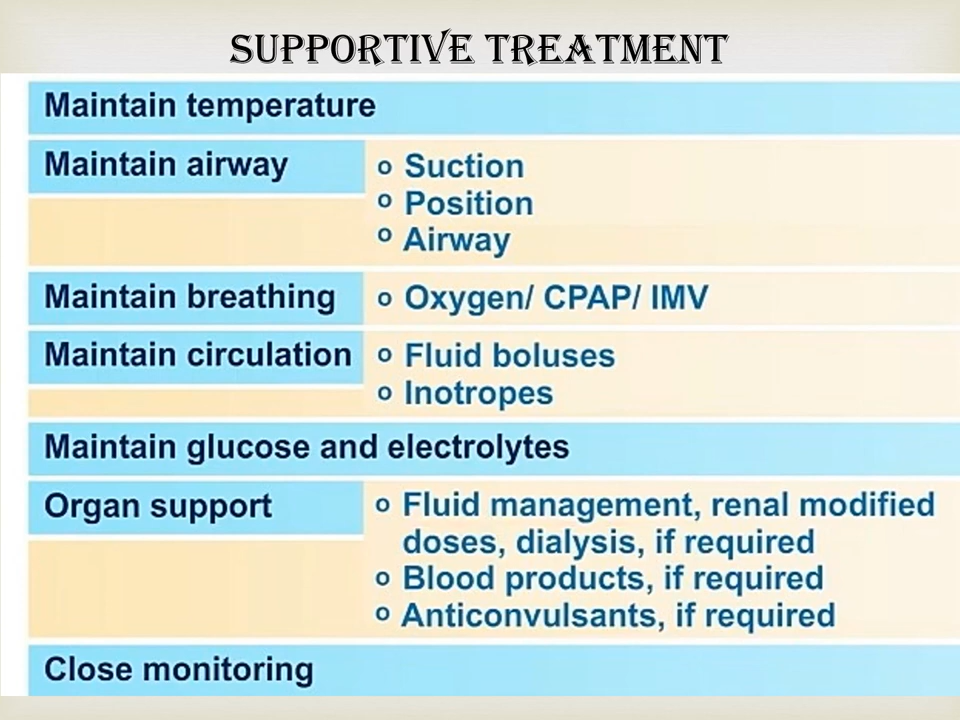 SUPPORTIVE TREATMENT
Maintain temperature
Maintain airway
o Suction
o Position
o Airway
Maintain breathing
o Oxygen/ CPAP/ IMV
Maintain circulation
o Fluid boluses
o Inotropes
Maintain glucose and electrolytes
Organ support
o Fluid management, renal modified
doses, dialysis, if required
o Blood products, if required
o Anticonvulsants, if required
Close monitoring